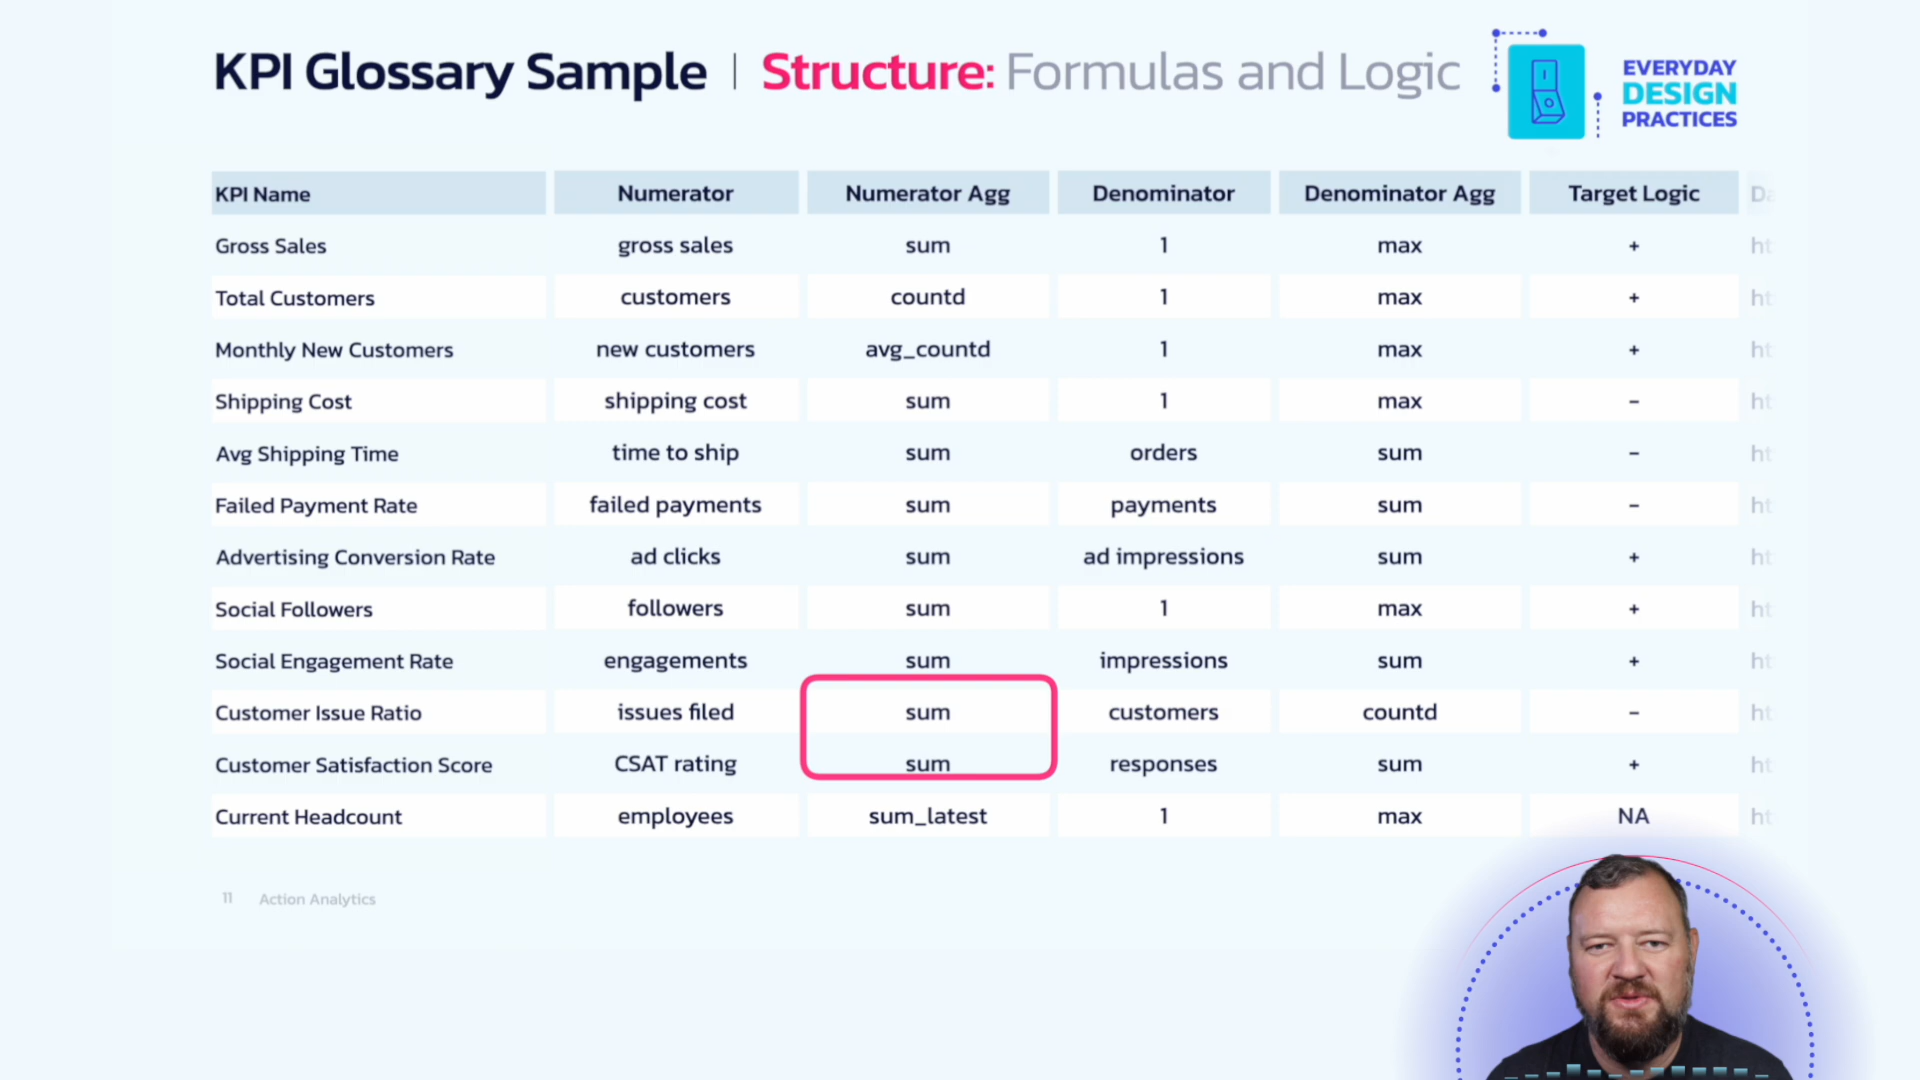 KPI Glossary Sample | Structure: Formulas and Logic
EVERYDAY
DESIGN
PRACTICES
KPI Name Numerator Numerator Agg Denominator Denominator Agg Target Logic
Gross Sales gross sales sum 1 max +
Total Customers customers countd 1 max +
Monthly New Customers new customers avg_countd 1 max +
Shipping Cost shipping cost sum 1 max -
Avg Shipping Time time to ship sum orders sum -
Failed Payment Rate failed payments sum payments sum -
Advertising Conversion Rate ad clicks sum ad impressions sum +
Social Followers followers sum 1 max +
Social Engagement Rate engagements sum impressions sum +
Customer Issue Ratio issues filed sum customers countd -
Customer Satisfaction Score CSAT rating sum responses sum +
Current Headcount employees sum_latest 1 max NA
11 Action Analytics